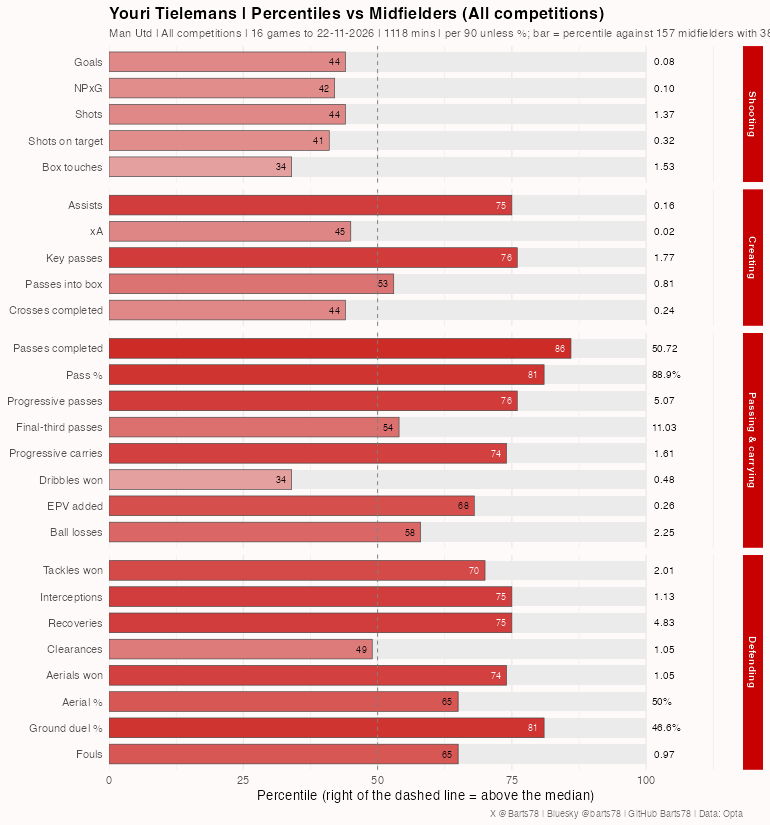 Youri Tielemans | Percentiles vs Midfielders (All competitions)
Man Utd | All competitions | 16 games to 22-11-2026 | 1118 mins | per 90 unless %; bar = percentile against 157 midfielders with 38
Goals 44 0.08
NPxG 42 0.10
Shots 44 1.37
Shots on target 41 0.32
Box touches 34 1.53
Shooting
Assists 75 0.16
xA 45 0.02
Key passes 76 1.77
Passes into box 53 0.81
Crosses completed 44 0.24
Creating
Passes completed 86 50.72
Pass % 81 88.9%
Progressive passes 76 5.07
Final-third passes 54 11.03
Progressive carries 74 1.61
Dribbles won 34 0.48
EPV added 68 0.26
Ball losses 58 2.25
Passing & carrying
Tackles won 70 2.01
Interceptions 75 1.13
Recoveries 75 4.83
Clearances 49 1.05
Aerials won 74 1.05
Aerial % 65 50%
Ground duel % 81 46.6%
Fouls 65 0.97
Defending
0 25 50 75 100
Percentile (right of the dashed line = above the median)
X @Barts78 | Bluesky @barts78 | GitHub Barts78 | Data: Opta